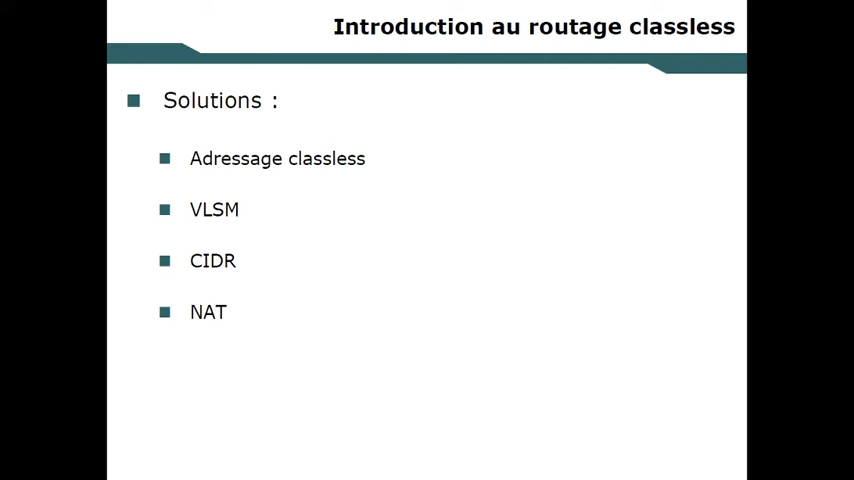 Introduction au routage classless
Solutions :
Adressage classless
VLSM
CIDR
NAT